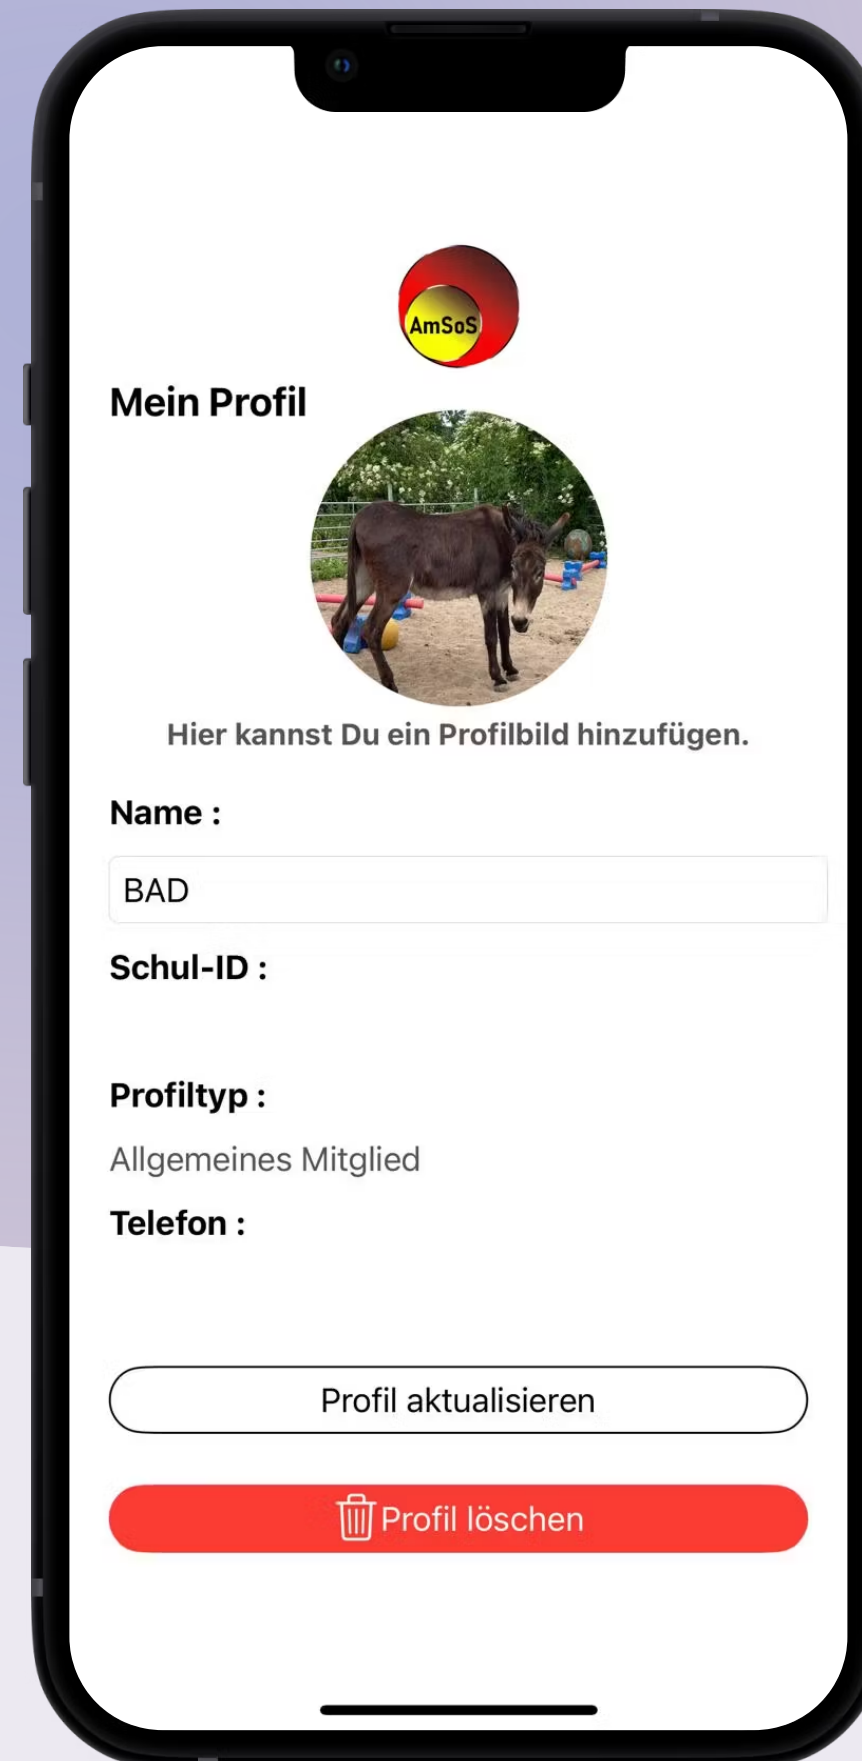 AmSoS
Mein Profil
Hier kannst Du ein Profilbild hinzufügen.
Name :
BAD
Schul-ID :
Profiltyp :
Allgemeines Mitglied
Telefon :
Profil aktualisieren
Profil löschen